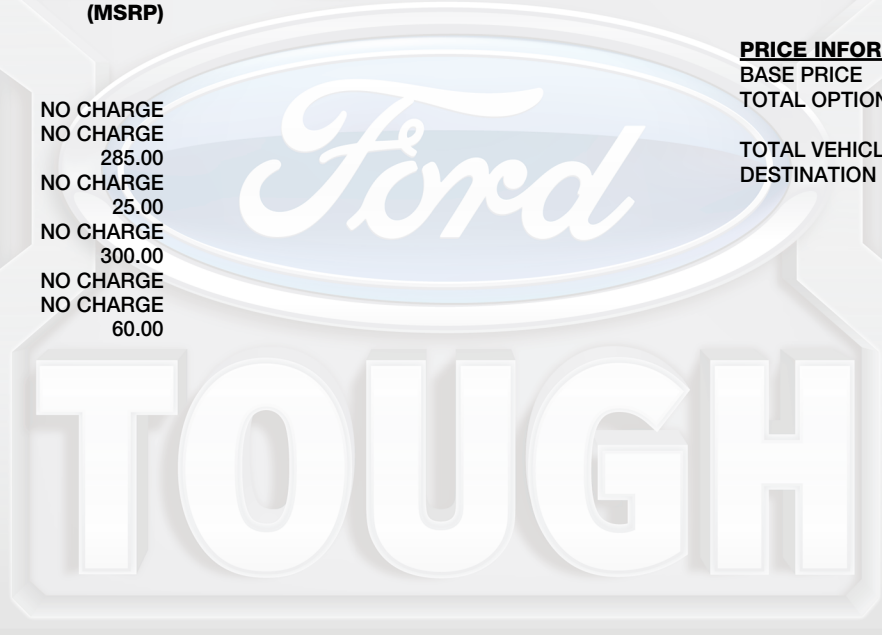 (MSRP)
NO CHARGE
NO CHARGE
285.00
NO CHARGE
25.00
NO CHARGE
300.00
NO CHARGE
NO CHARGE
60.00
PRICE INFOR
BASE PRICE
TOTAL OPTION
TOTAL VEHICL
DESTINATION
Ford
TOUGH